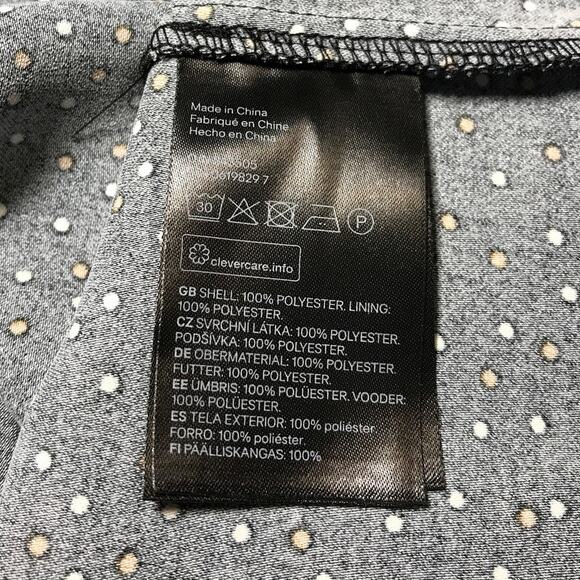 Made in China
Fabriqué en Chine
Hecho en China
30
P
clevercare.info
GB SHELL: 100% POLYESTER. LINING:
100% POLYESTER.
CZ SVRCHNÍ LÁTKA: 100% POLYESTER.
PODŠÍVKA: 100% POLYESTER.
DE OBERMATERIAL: 100% POLYESTER.
FUTTER: 100% POLYESTER.
EE ÜMBRIS: 100% POLÜESTER. VOODER:
100% POLÜESTER.
ES TELA EXTERIOR: 100% poliéster.
FORRO: 100% poliéster.
FI PÄÄLLISKANGAS: 100%